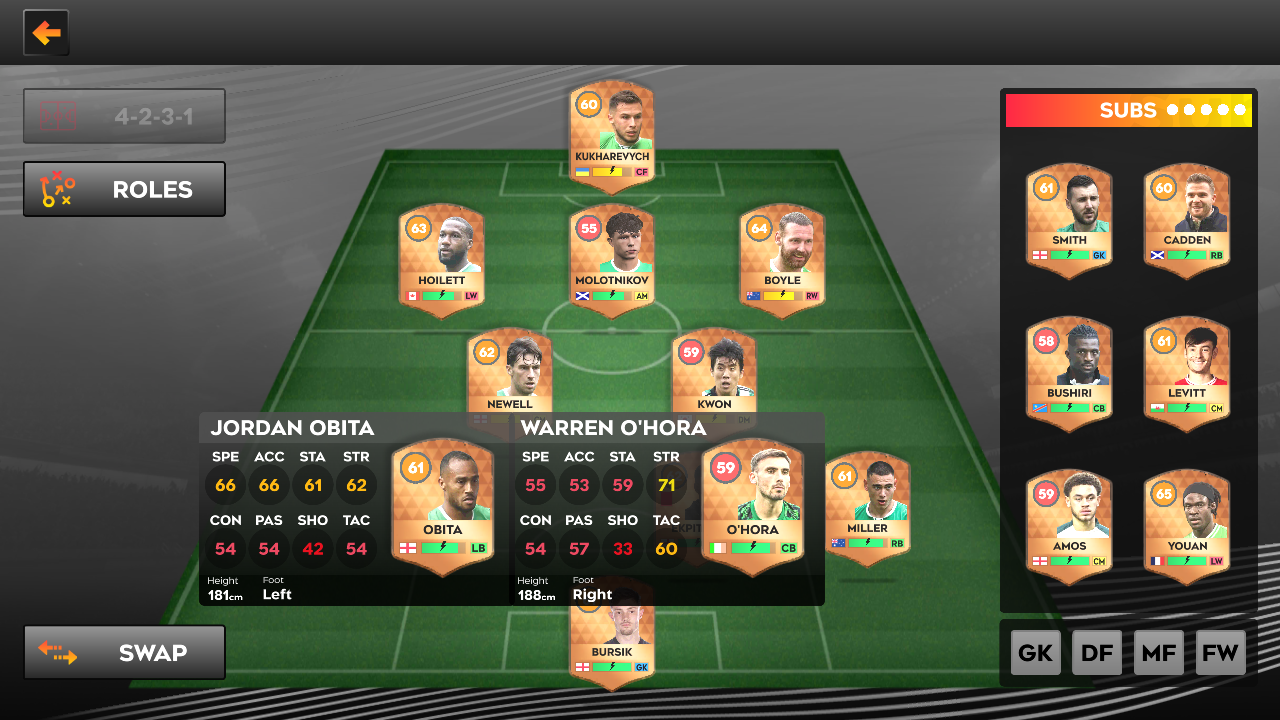 4-2-3-1
ROLES
60
KUKHAREVYCH
CF
63
HOILETT
LW
55
MOLOTNIKOV
AM
64
BOYLE
RW
62
NEWELL
59
KWON
DM
JORDAN OBITA
SPE ACC STA STR
66 66 61 62
CON PAS SHO TAC
54 54 42 54
Height
181cm
Foot
Left
61
OBITA
LB
WARREN O'HORA
SPE ACC STA STR
55 53 59 71
CON PAS SHO TAC
54 57 33 60
Height
188cm
Foot
Right
59
O'HORA
CB
61
MILLER
RB
BURSIK
GK
SWAP
SUBS
61
SMITH
GK
60
CADDEN
RB
58
BUSHIRI
CB
61
LEVITT
CM
59
AMOS
CM
65
YOUAN
LW
GK DF MF FW